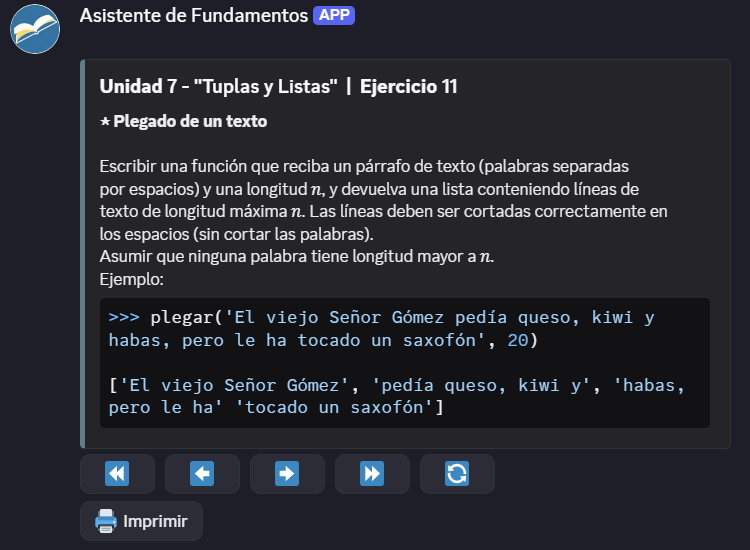 Asistente de Fundamentos APP
Unidad 7 - "Tuplas y Listas" | Ejercicio 11
★ Plegado de un texto
Escribir una función que reciba un párrafo de texto (palabras separadas
por espacios) y una longitud n, y devuelva una lista conteniendo líneas de
texto de longitud máxima n. Las líneas deben ser cortadas correctamente en
los espacios (sin cortar las palabras).
Asumir que ninguna palabra tiene longitud mayor a n.
Ejemplo:
>>> plegar('El viejo Señor Gómez pedía queso, kiwi y
habas, pero le ha tocado un saxofón', 20)
['El viejo Señor Gómez', 'pedía queso, kiwi y', 'habas,
pero le ha' 'tocado un saxofón']
Imprimir